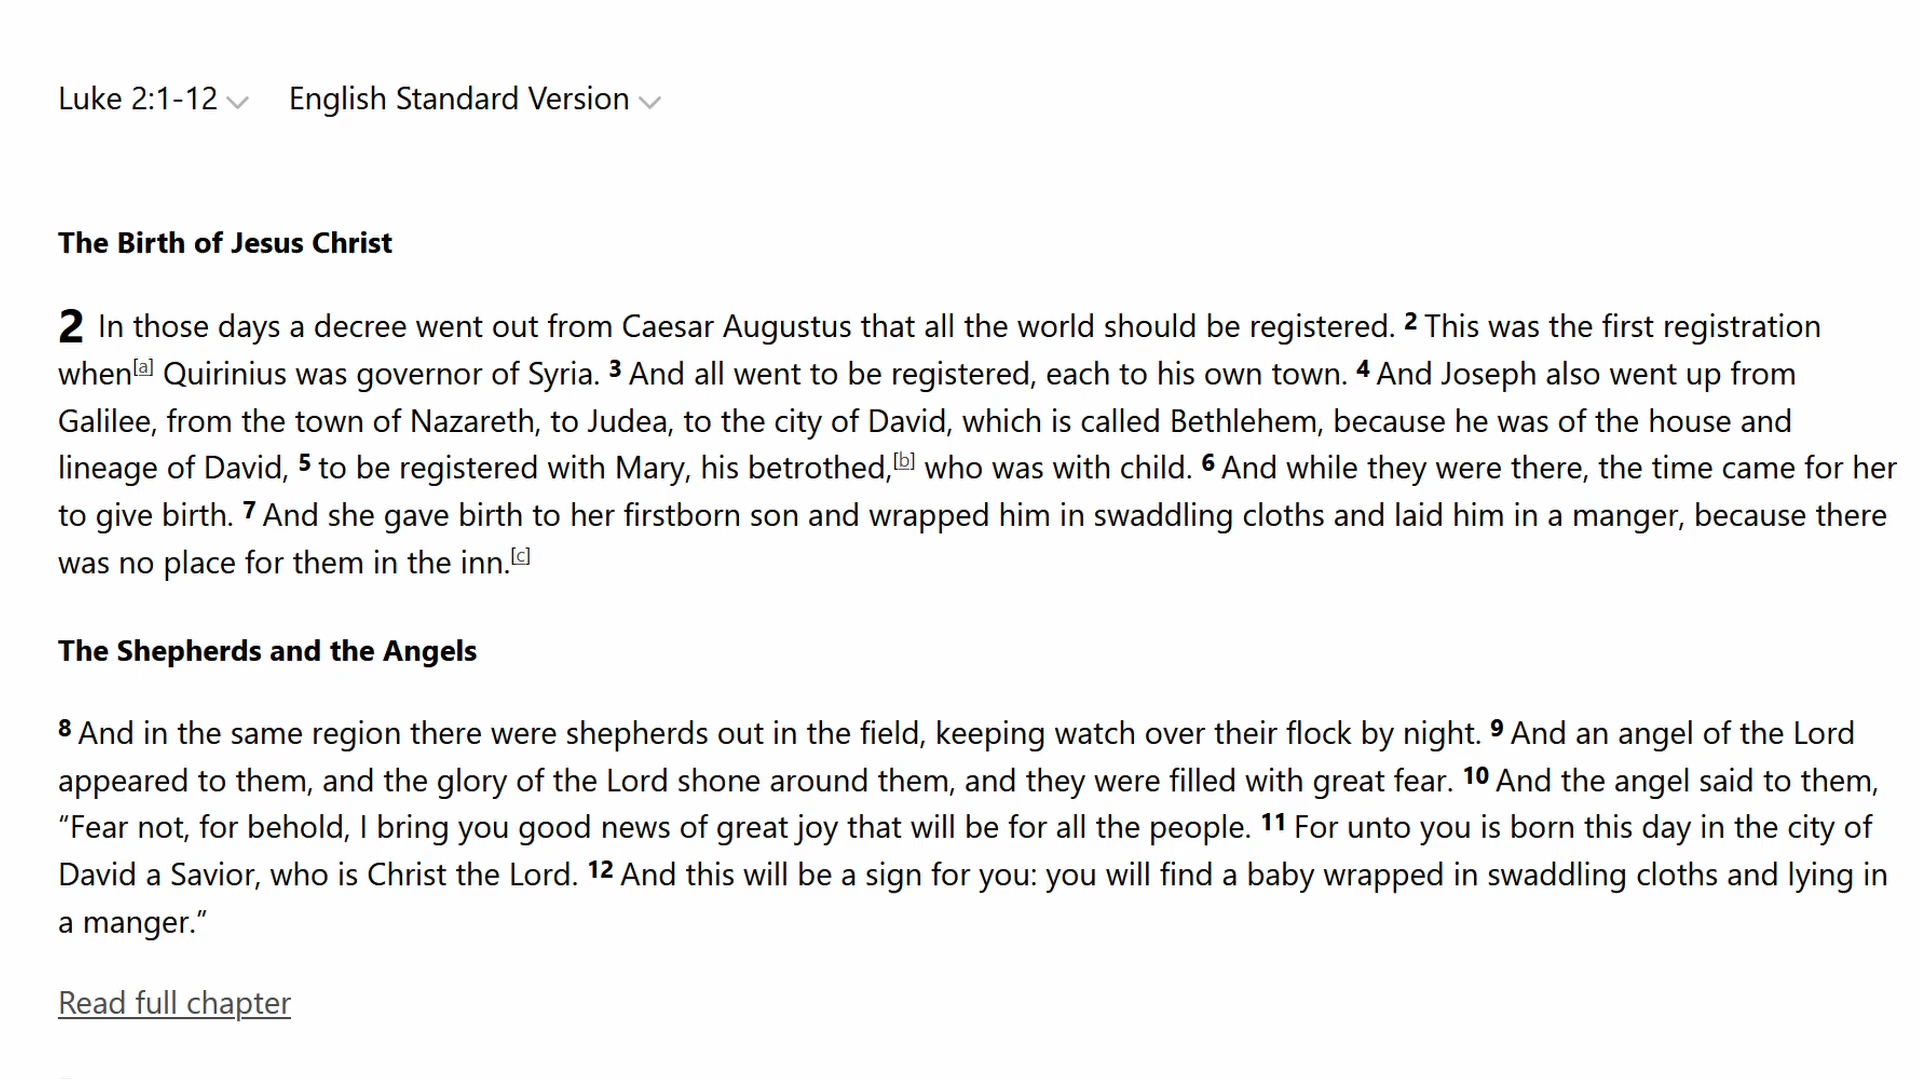 Luke 2:1-12 English Standard Version
The Birth of Jesus Christ
2 In those days a decree went out from Caesar Augustus that all the world should be registered. 2 This was the first registration
when[a] Quirinius was governor of Syria. 3 And all went to be registered, each to his own town. 4 And Joseph also went up from
Galilee, from the town of Nazareth, to Judea, to the city of David, which is called Bethlehem, because he was of the house and
lineage of David, 5 to be registered with Mary, his betrothed,[b] who was with child. 6 And while they were there, the time came for her
to give birth. 7 And she gave birth to her firstborn son and wrapped him in swaddling cloths and laid him in a manger, because there
was no place for them in the inn.[c]
The Shepherds and the Angels
8 And in the same region there were shepherds out in the field, keeping watch over their flock by night. 9 And an angel of the Lord
appeared to them, and the glory of the Lord shone around them, and they were filled with great fear. 10 And the angel said to them,
“Fear not, for behold, I bring you good news of great joy that will be for all the people. 11 For unto you is born this day in the city of
David a Savior, who is Christ the Lord. 12 And this will be a sign for you: you will find a baby wrapped in swaddling cloths and lying in
a manger.”
Read full chapter